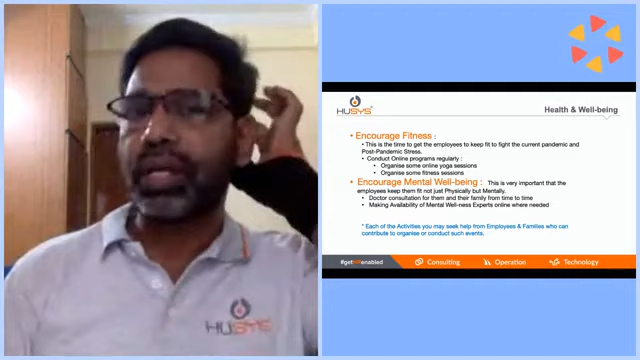 HUSYS
HUSYS
Health & Well-being
• Encourage Fitness :
• This is the time to get the employees to keep fit to fight the current pandemic and
Post-Pandemic Stress.
• Conduct Online programs regularly :
• Organise some online yoga sessions
• Organise some fitness sessions
• Encourage Mental Well-being : This is very important that the
employees keep them fit not just Physically but Mentally.
• Doctor consultation for them and their family from time to time
• Making Availability of Mental Well-ness Experts online where needed
* Each of the Activities you may seek help from Employees & Families who can
contribute to organise or conduct such events.
#getHRenabled
Consulting
Operation
Technology